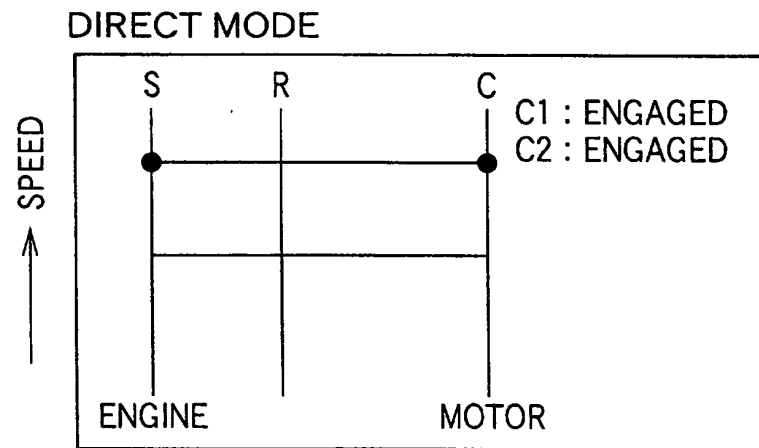 DIRECT MODE
S R C
C1 : ENGAGED
C2 : ENGAGED
SPEED
ENGINE MOTOR